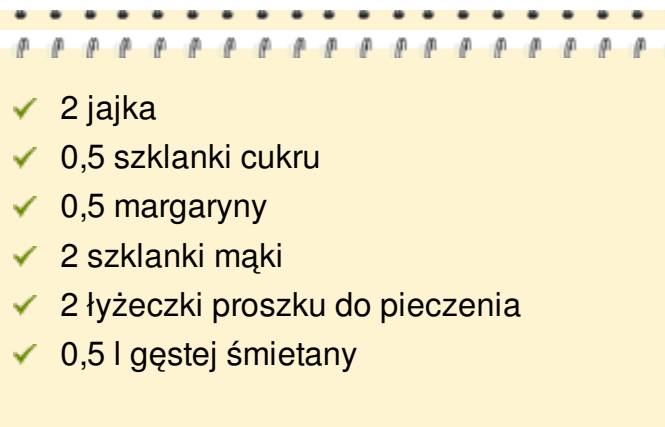 2 jajka
0,5 szklanki cukru
0,5 margaryny
2 szklanki mąki
2 łyżeczki proszku do pieczenia
0,5 l gęstej śmietany